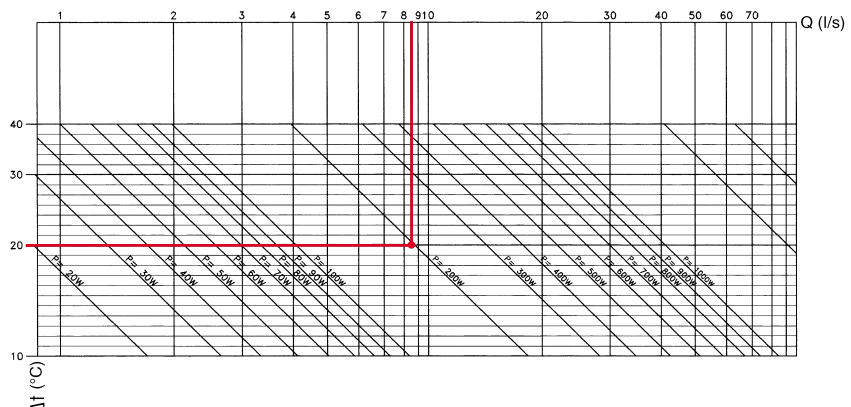 1 2 3 4 5 6 7 8 9 10 20 30 40 50 60 70 Q (l/s)
40
30
20
P= 20W P= 30W P= 40W P= 50W P= 60W P= 70W P= 80W P= 90W P= 100W P= 200W P= 300W P= 400W P= 500W P= 600W P= 700W P= 800W P= 900W P= 1000W
10
Δt (°C)